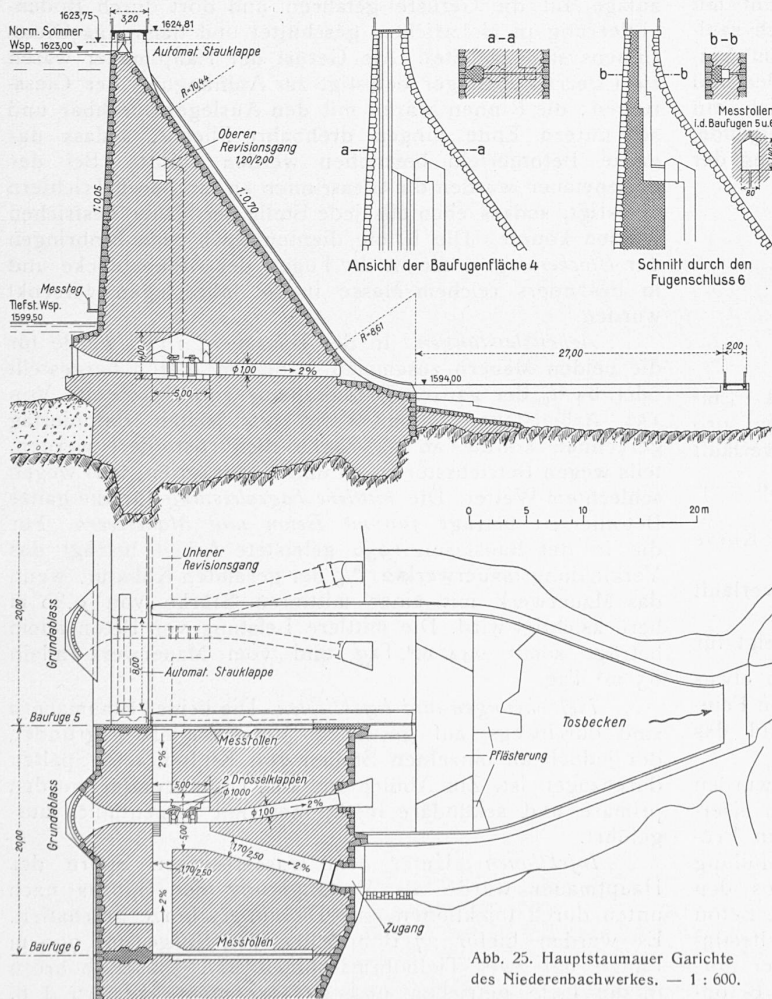 1623,75
3,20
1624,81
Norm. Sommer
Wsp. 1623,00
Automat. Stauklappe
R=19,44
Oberer
Revisionsgang
1,20/2,00
1:0,05
1:0,70
Messteg.
Tiefst. Wsp.
1599,50
4,00
5,00
φ1,00
2%
R=8,61
1594,00
27,00
2,00
a-a
a
a
Ansicht der Baufugenfläche 4
b-b
b
b
Messtollen
i.d. Baufugen 5 u. 6
80
Schnitt durch den
Fugenschluss 6
0 5 10 20 m
Unterer
Revisionsgang
20,00
Grundablass
8,00
Automat. Stauklappe
Baufuge 5
Messtollen
2%
5,00
2 Drosselklappen
φ1000
φ1,00
2%
5,00
1,70/2,50
2%
1,70/2,50
2%
20,00
Grundablass
Baufuge 6
Messtollen
Zugang
Pflästerung
Tosbecken
Abb. 25. Hauptstaumauer Garichte
des Niederenbachwerkes. — 1 : 600.